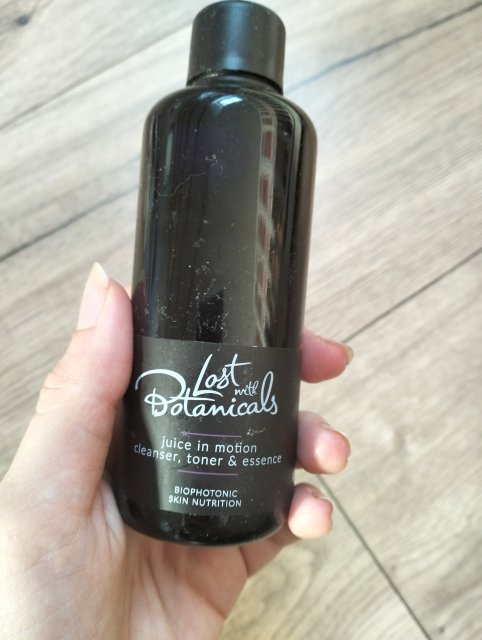 Lost
with
Botanicals
juice in motion
cleanser, toner & essence
BIOPHOTONIC
SKIN NUTRITION